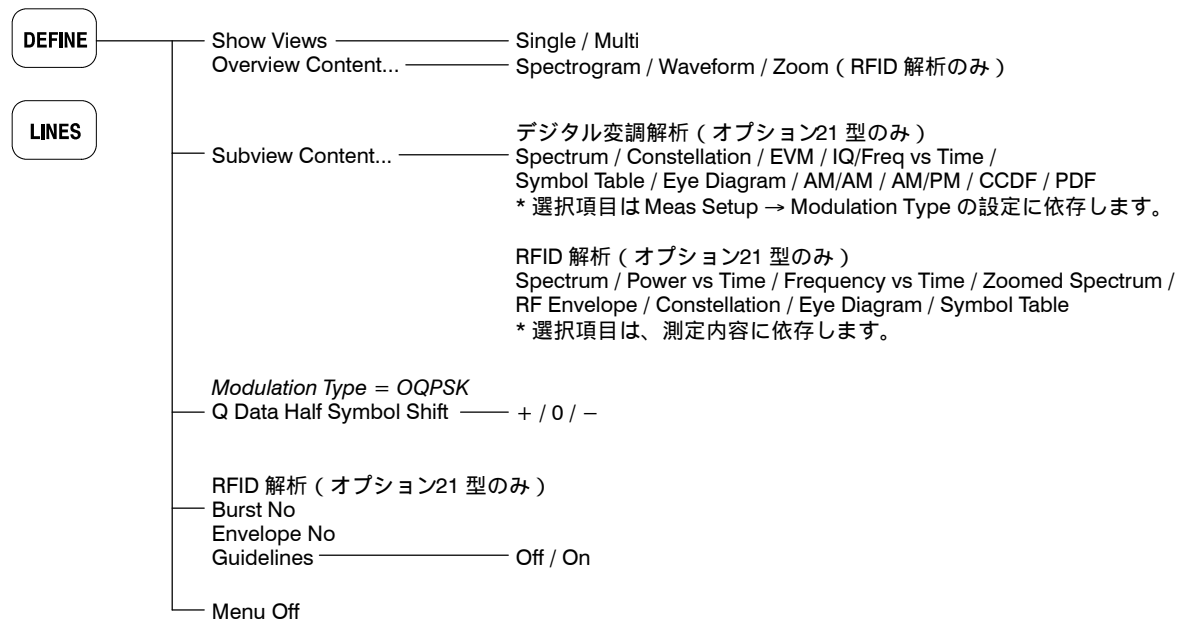 DEFINE
Show Views Single / Multi
Overview Content... Spectrogram / Waveform / Zoom ( RFID 解析のみ )
LINES
デジタル変調解析 ( オプション21 型のみ )
Subview Content... Spectrum / Constellation / EVM / IQ/Freq vs Time /
Symbol Table / Eye Diagram / AM/AM / AM/PM / CCDF / PDF
* 選択項目は Meas Setup → Modulation Type の設定に依存します。
RFID 解析 ( オプション21 型のみ )
Spectrum / Power vs Time / Frequency vs Time / Zoomed Spectrum /
RF Envelope / Constellation / Eye Diagram / Symbol Table
* 選択項目は、測定内容に依存します。
Modulation Type = OQPSK
Q Data Half Symbol Shift + / 0 / −
RFID 解析 ( オプション21 型のみ )
Burst No
Envelope No
Guidelines Off / On
Menu Off